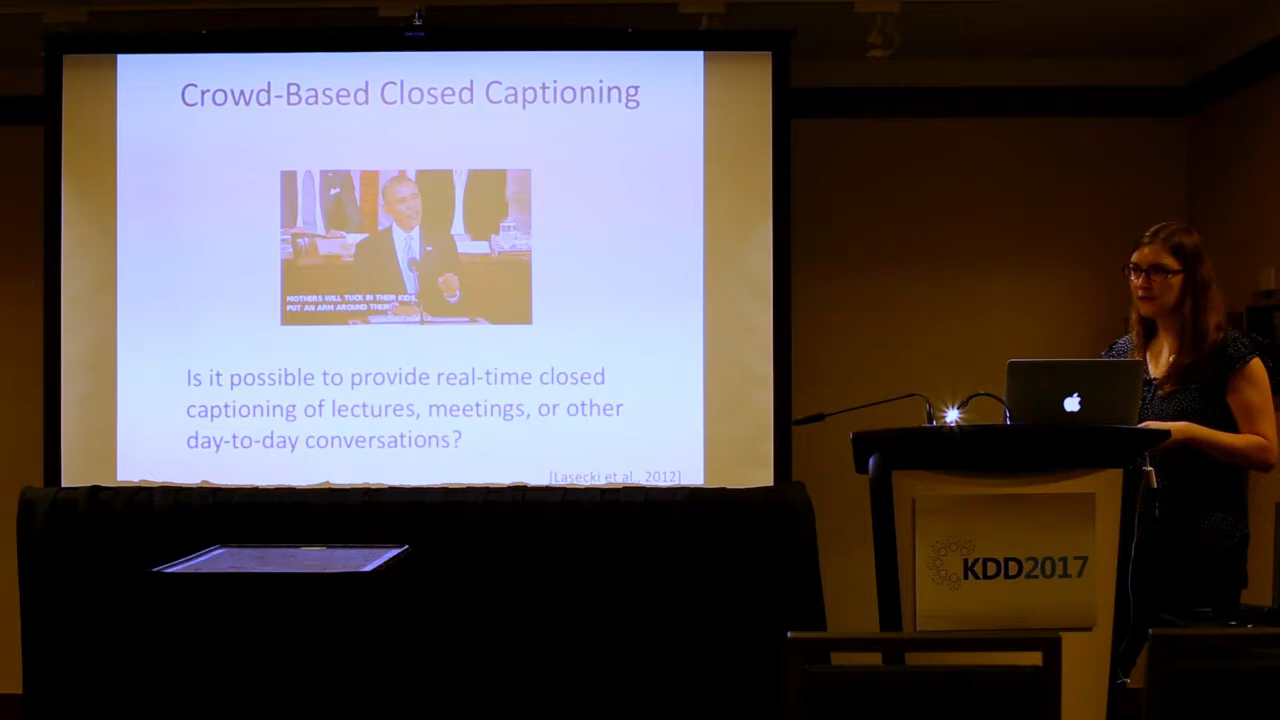 Crowd-Based Closed Captioning
MOTHERS WILL TUCK IN THEIR KIDS,
PUT AN ARM AROUND THEIR
Is it possible to provide real-time closed
captioning of lectures, meetings, or other
day-to-day conversations?
[Lasecki et al., 2012]
KDD2017